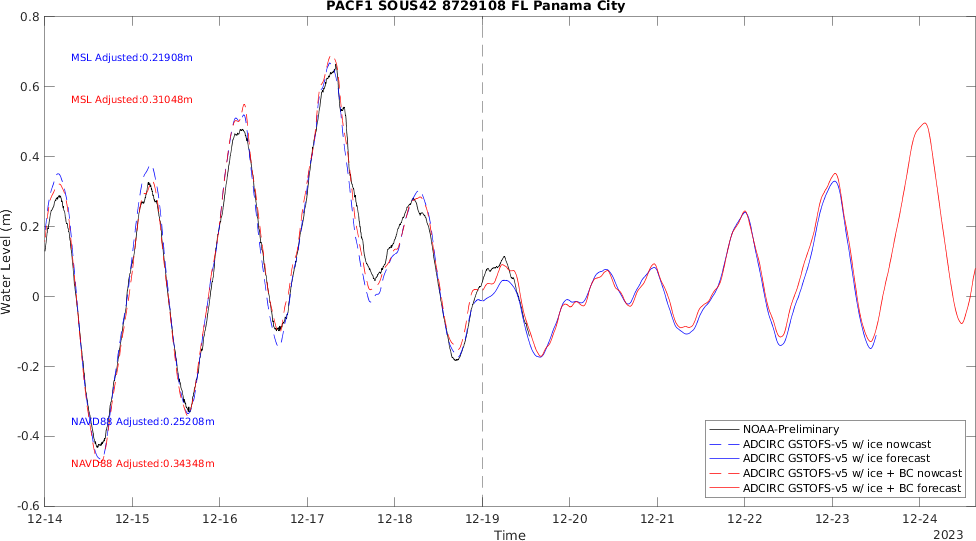 PACF1 SOUS42 8729108 FL Panama City
MSL Adjusted:0.21908m
MSL Adjusted:0.31048m
NAVD88 Adjusted:0.25208m
NAVD88 Adjusted:0.34348m
Water Level (m)
0.8
0.6
0.4
0.2
0
-0.2
-0.4
-0.6
NOAA-Preliminary
ADCIRC GSTOFS-v5 w/ ice nowcast
ADCIRC GSTOFS-v5 w/ ice forecast
ADCIRC GSTOFS-v5 w/ ice + BC nowcast
ADCIRC GSTOFS-v5 w/ ice + BC forecast
12-14 12-15 12-16 12-17 12-18 12-19 12-20 12-21 12-22 12-23 12-24
Time
2023